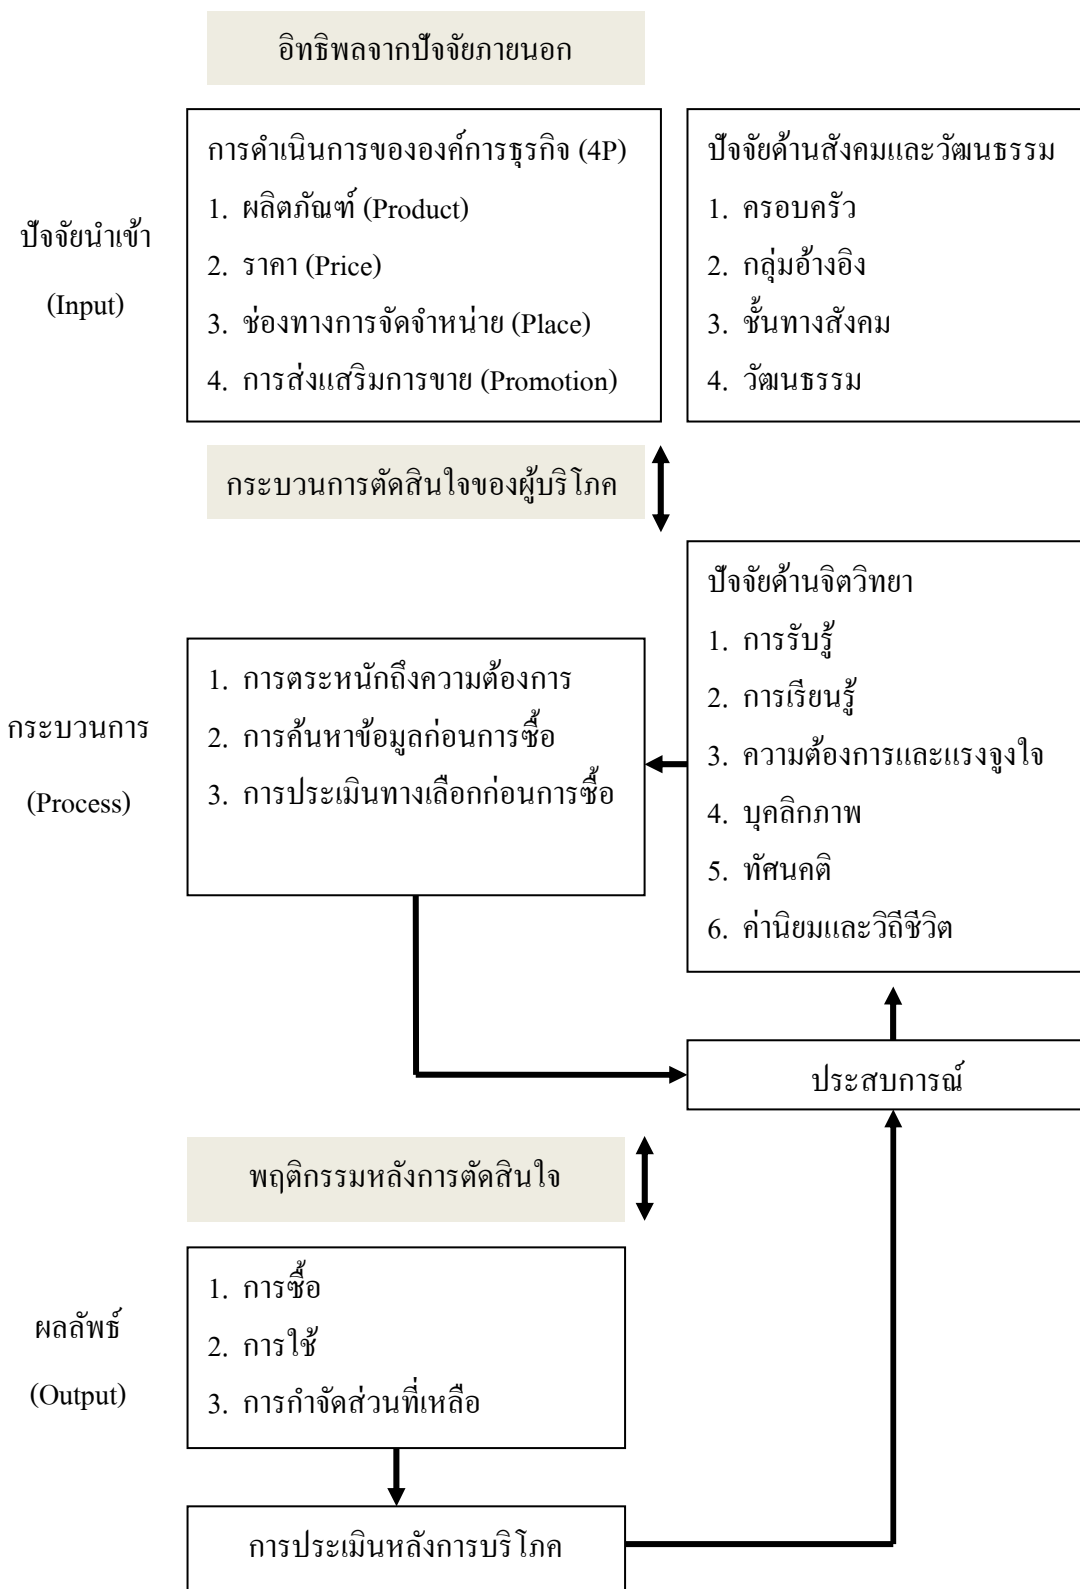 อิทธิพลจากปัจจัยภายนอก
การดำเนินการขององค์การธุรกิจ (4P)
1. ผลิตภัณฑ์ (Product)
2. ราคา (Price)
3. ช่องทางการจัดจำหน่าย (Place)
4. การส่งเสริมการขาย (Promotion)
ปัจจัยด้านสังคมและวัฒนธรรม
1. ครอบครัว
2. กลุ่มอ้างอิง
3. ชั้นทางสังคม
4. วัฒนธรรม
ปัจจัยนำเข้า
(Input)
กระบวนการตัดสินใจของผู้บริโภค
ปัจจัยด้านจิตวิทยา
1. การรับรู้
2. การเรียนรู้
3. ความต้องการและแรงจูงใจ
4. บุคลิกภาพ
5. ทัศนคติ
6. ค่านิยมและวิถีชีวิต
กระบวนการ
(Process)
1. การตระหนักถึงความต้องการ
2. การค้นหาข้อมูลก่อนการซื้อ
3. การประเมินทางเลือกก่อนการซื้อ
ประสบการณ์
พฤติกรรมหลังการตัดสินใจ
ผลลัพธ์
(Output)
1. การซื้อ
2. การใช้
3. การกำจัดส่วนที่เหลือ
การประเมินหลังการบริโภค